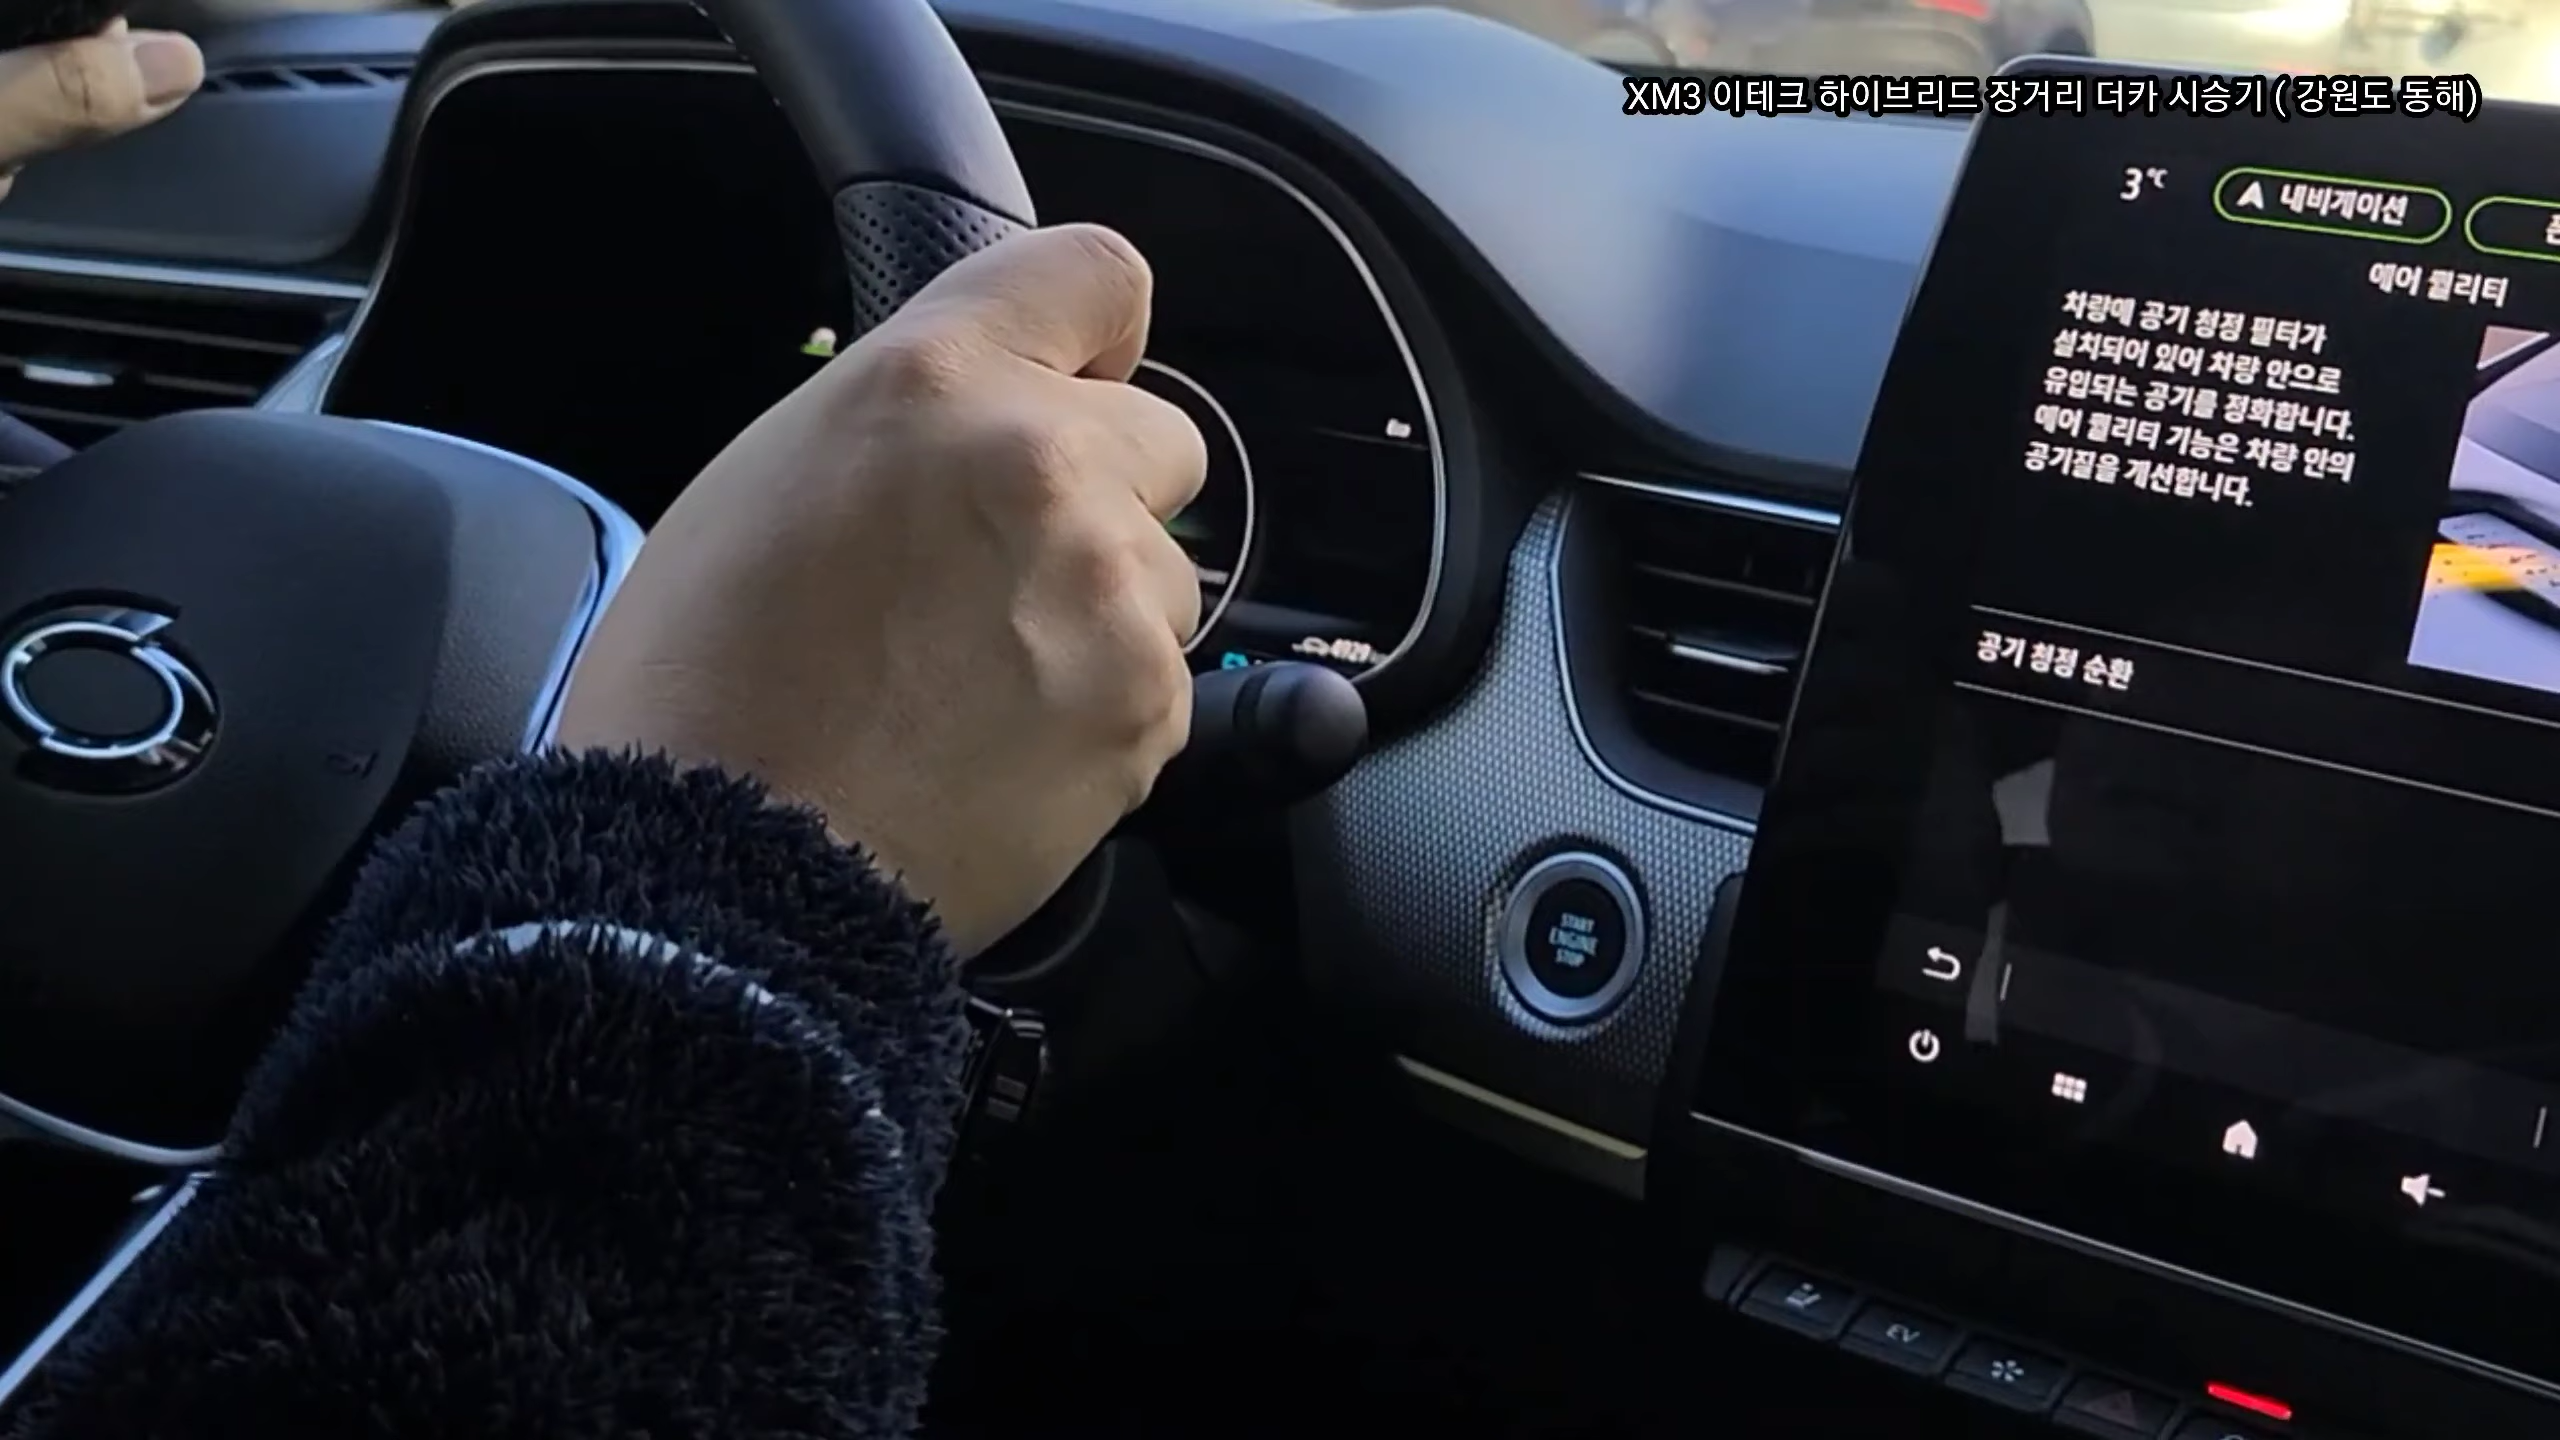 XM3 이테크 하이브리드 장거리 더카 시승기 ( 강원도 동해)
3°C
내비게이션
에어 퀄리티
차량에 공기 청정 필터가
설치되어 있어 차량 안으로
유입되는 공기를 정화합니다.
에어 퀄리티 기능은 차량 안의
공기질을 개선합니다.
공기 청정 순환
4929
START
ENGINE
STOP
EV